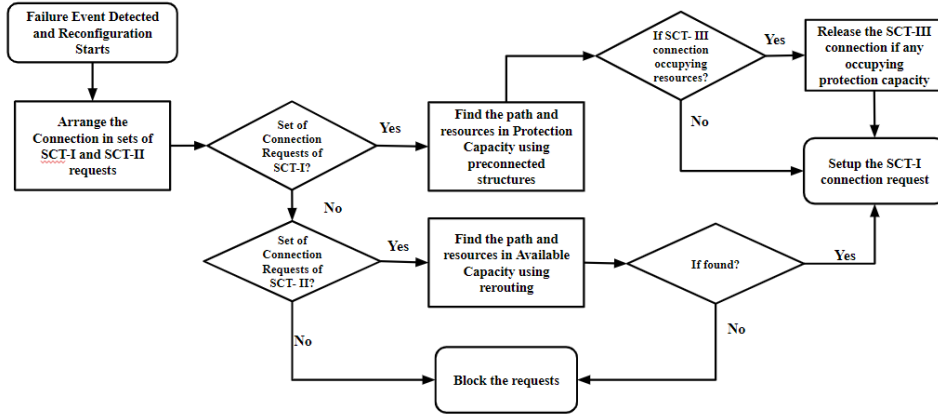 Failure Event Detected
and Reconfiguration
Starts
Arrange the
Connection in sets of
SCT-I and SCT-II
requests
Set of
Connection
Requests of
SCT-I?
Yes
No
Find the path and
resources in Protection
Capacity using
preconnected
structures
If SCT- III
connection
occupying
resources?
Yes
No
Release the SCT-III
connection if any
occupying
protection capacity
Setup the SCT-I
connection request
Set of
Connection
Requests of
SCT- II?
Yes
No
Find the path and
resources in Available
Capacity using
rerouting
If found?
Yes
No
Block the requests